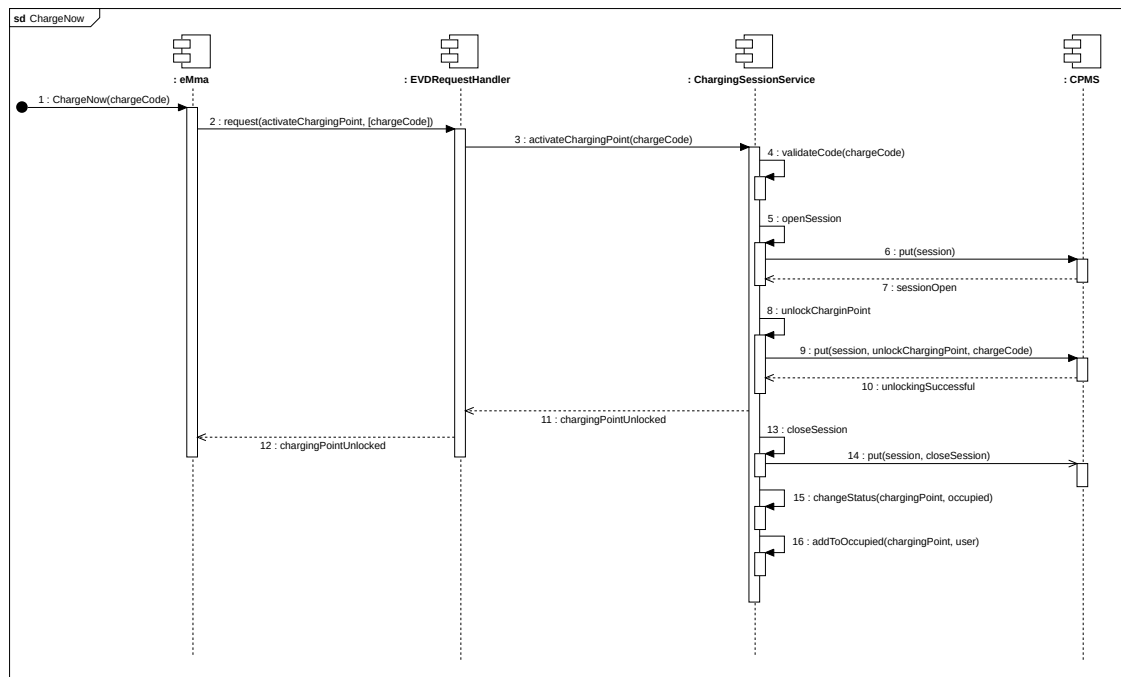 sd ChargeNow
: eMma
: EVDRequestHandler
: ChargingSessionService
: CPMS
1 : ChargeNow(chargeCode)
2 : request(activateChargingPoint, [chargeCode])
3 : activateChargingPoint(chargeCode)
4 : validateCode(chargeCode)
5 : openSession
6 : put(session)
7 : sessionOpen
8 : unlockCharginPoint
9 : put(session, unlockChargingPoint, chargeCode)
10 : unlockingSuccessful
11 : chargingPointUnlocked
12 : chargingPointUnlocked
13 : closeSession
14 : put(session, closeSession)
15 : changeStatus(chargingPoint, occupied)
16 : addToOccupied(chargingPoint, user)